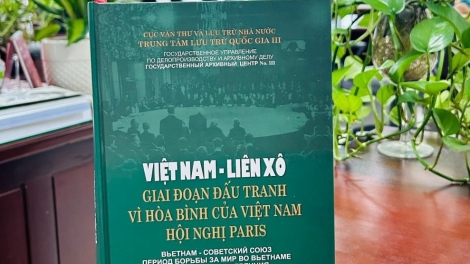 CỤC VĂN THƯ VÀ LƯU TRỮ NHÀ NƯỚC
TRUNG TÂM LƯU TRỮ QUỐC GIA III
ГОСУДАРСТВЕННОЕ УПРАВЛЕНИЕ
ПО ДЕЛОПРОИЗВОДСТВУ И АРХИВНОМУ ДЕЛУ
ГОСУДАРСТВЕННЫЙ АРХИВНЫЙ ЦЕНТР No. III
VIỆT NAM - LIÊN XÔ
GIAI ĐOẠN ĐẤU TRANH
VÌ HÒA BÌNH CỦA VIỆT NAM
HỘI NGHỊ PARIS
ВЬЕТНАМ - СОВЕТСКИЙ СОЮЗ
ПЕРИОД БОРЬБЫ ЗА МИР ВО ВЬЕТНАМЕ